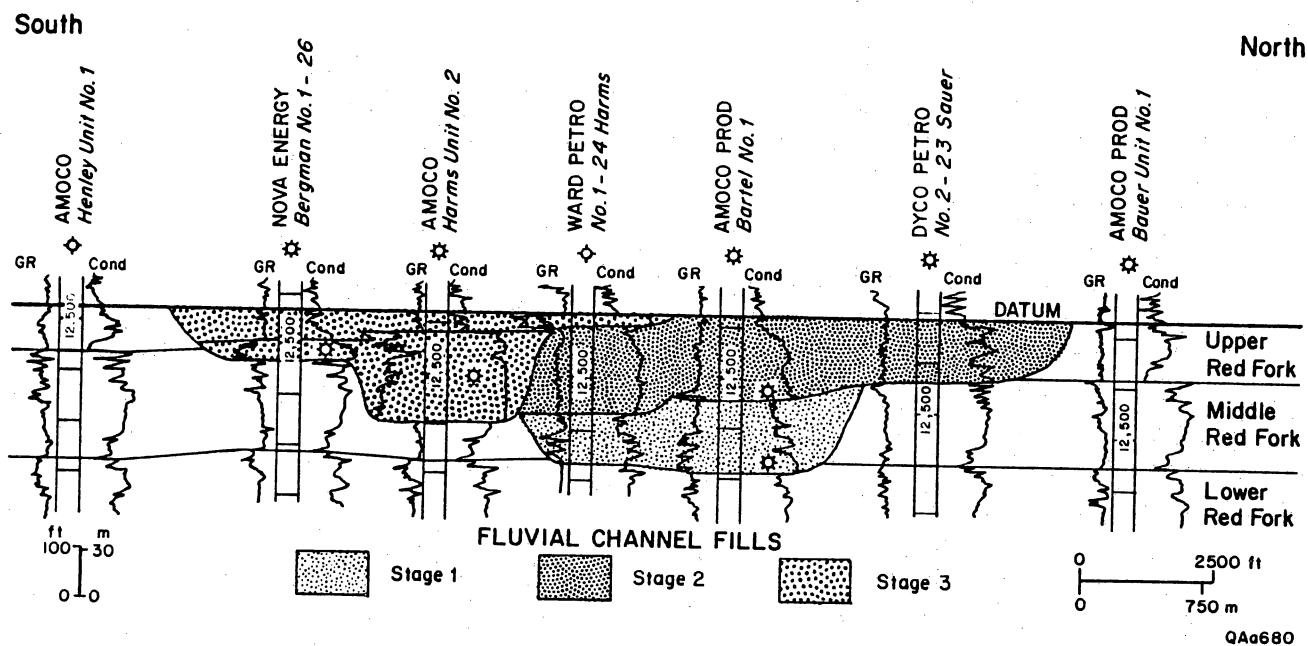 South
North
AMOCO
Henley Unit No. 1
NOVA ENERGY
Bergman No. 1 - 26
AMOCO
Harms Unit No. 2
WARD PETRO
No. 1 - 24 Harms
AMOCO PROD
Bartel No. 1
DYCO PETRO
No. 2 - 23 Sauer
AMOCO PROD
Bauer Unit No. 1
GR Cond
GR Cond
GR Cond
GR Cond
GR Cond
GR Cond
GR Cond
12,500
12,500
12,500
12,500
12,500
12,500
12,500
DATUM
Upper
Red Fork
Middle
Red Fork
Lower
Red Fork
ft m
100 30
0 0
FLUVIAL CHANNEL FILLS
Stage 1
Stage 2
Stage 3
0 2500 ft
0 750 m
QAa680